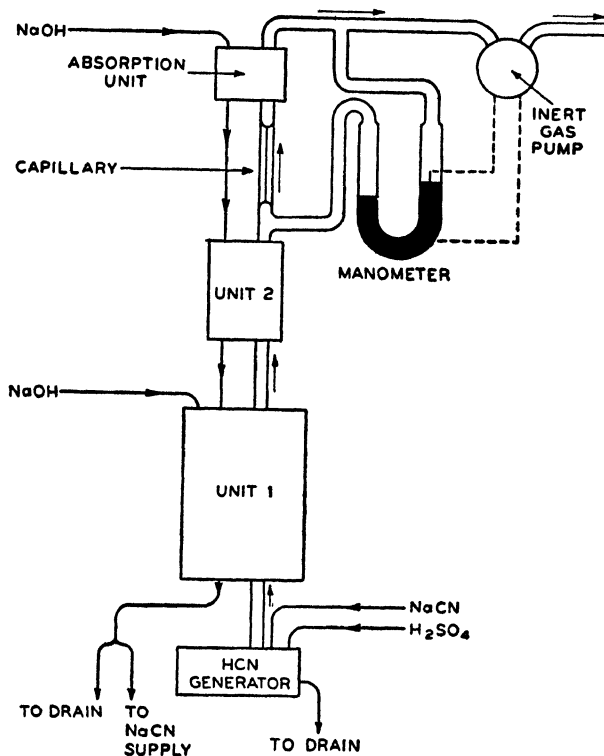 NaOH
ABSORPTION
UNIT
INERT
GAS
PUMP
CAPILLARY
MANOMETER
UNIT 2
NaOH
UNIT 1
NaCN
H₂SO₄
HCN
GENERATOR
TO DRAIN
TO
NaCN
SUPPLY
TO DRAIN